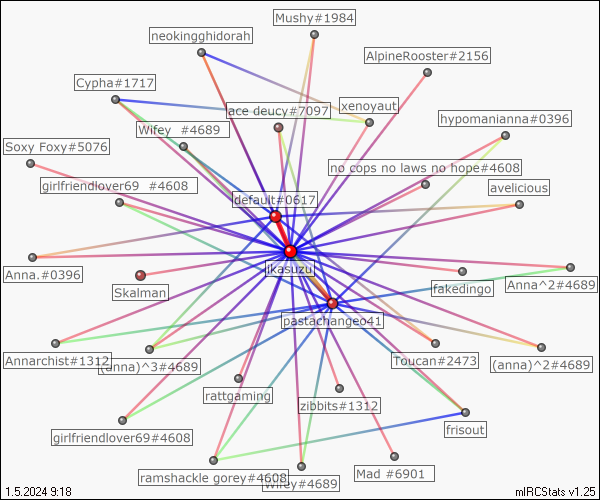 Mushy#1984
neokingghidorah
AlpineRooster#2156
Cypha#1717
ace deucy#7097
xenoyaut
hypomanianna#0396
Wifey #4689
Soxy Foxy#5076
no cops no laws no hope#4608
girlfriendlover69 #4608
avelicious
default#0617
ikasuzu
Anna.#0396
Skalman
fakedingo
Anna^2#4689
pastachangeo41
Annarchist#1312
(anna)^3#4689
Toucan#2473
(anna)^2#4689
rattgaming
zibbits#1312
girlfriendlover69#4608
frisout
ramshackle gorey#4608
Wifey#4689
Mad #6901
1.5.2024 9:18
mIRCStats v1.25